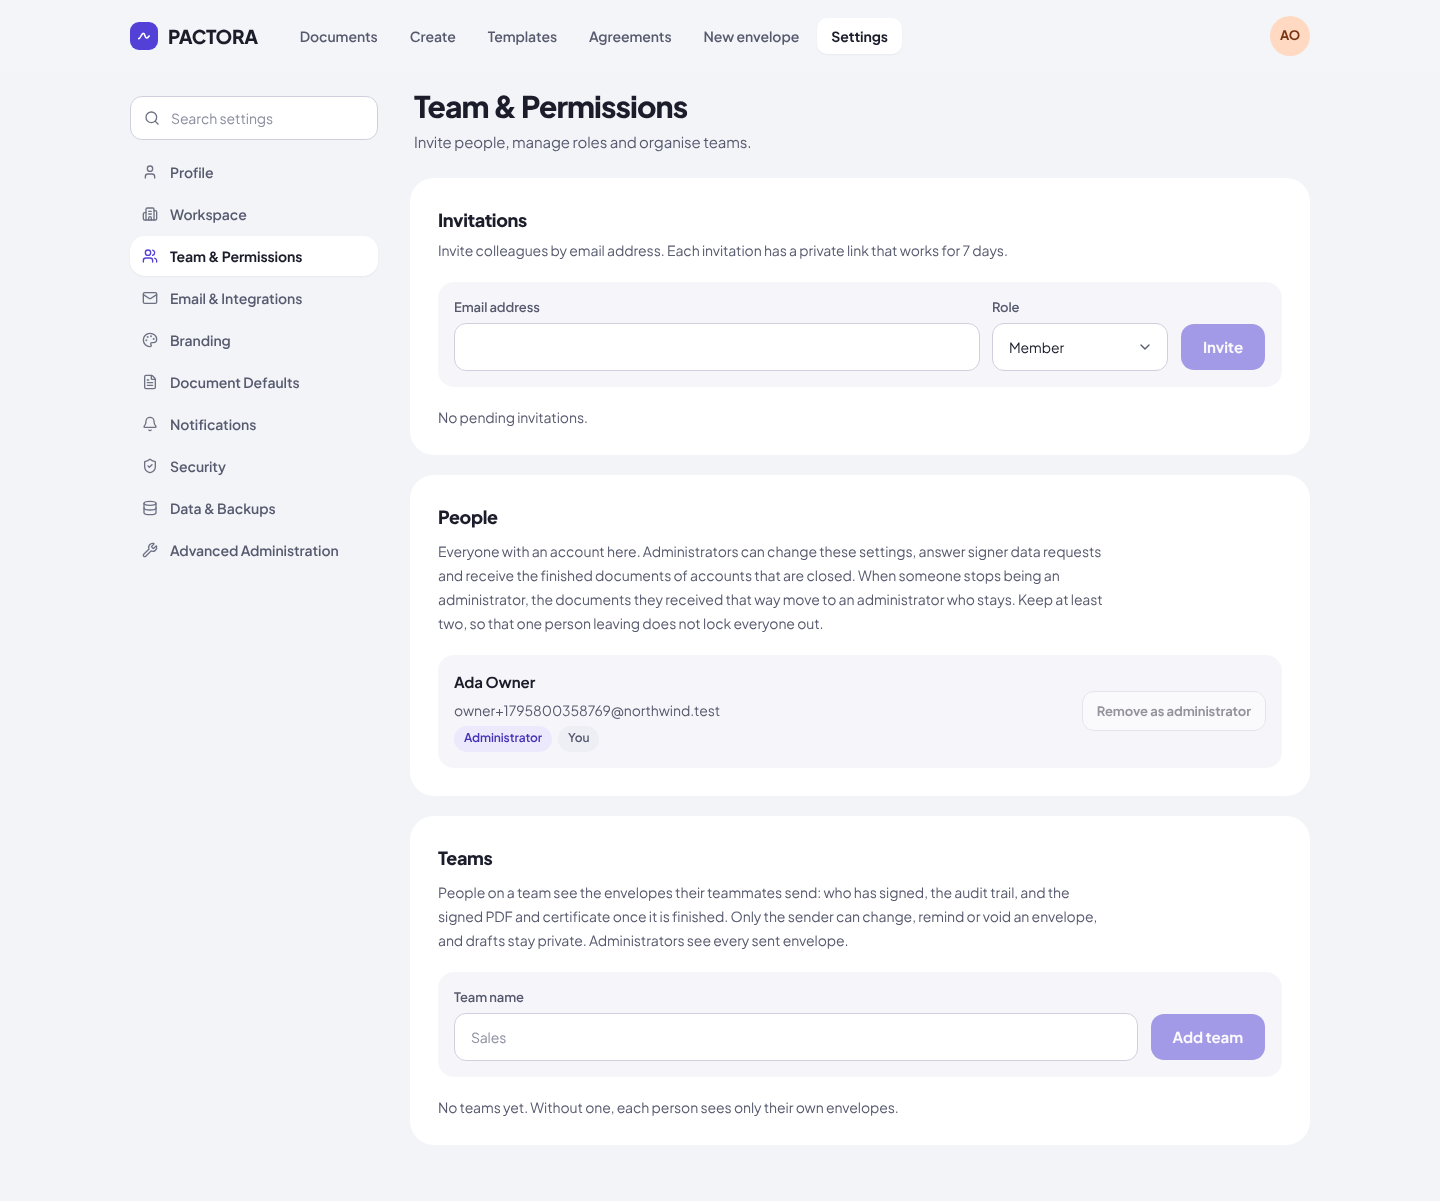 PACTORA
Documents
Create
Templates
Agreements
New envelope
Settings
AO
Search settings
Profile
Workspace
Team & Permissions
Email & Integrations
Branding
Document Defaults
Notifications
Security
Data & Backups
Advanced Administration
Team & Permissions
Invite people, manage roles and organise teams.
Invitations
Invite colleagues by email address. Each invitation has a private link that works for 7 days.
Email address
Role
Member
Invite
No pending invitations.
People
Everyone with an account here. Administrators can change these settings, answer signer data requests
and receive the finished documents of accounts that are closed. When someone stops being an
administrator, the documents they received that way move to an administrator who stays. Keep at least
two, so that one person leaving does not lock everyone out.
Ada Owner
owner+1795800358769@northwind.test
Administrator
You
Remove as administrator
Teams
People on a team see the envelopes their teammates send: who has signed, the audit trail, and the
signed PDF and certificate once it is finished. Only the sender can change, remind or void an envelope,
and drafts stay private. Administrators see every sent envelope.
Team name
Sales
Add team
No teams yet. Without one, each person sees only their own envelopes.